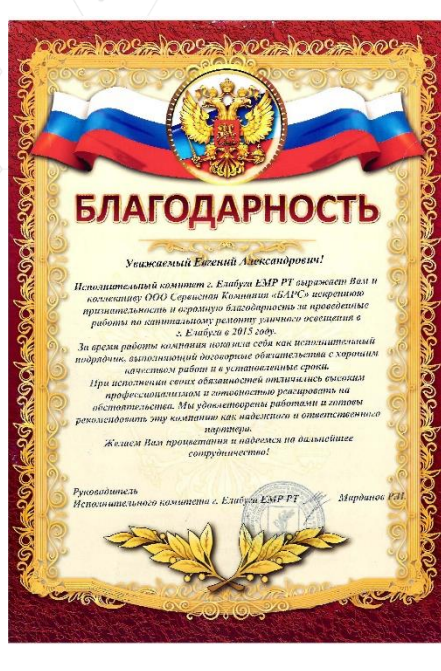 БЛАГОДАРНОСТЬ
Уважаемый Евгений Александрович!
Исполнительный комитет г. Елабуга ЕМР РТ выражает Вам и
коллективу ООО Сервисная Компания «БАРС» искреннюю
признательность и огромную благодарность за проведенные
работы по капитальному ремонту уличного освещения в
г. Елабуга в 2015 году.
За время работы компания показала себя как исполнительный
подрядчик, выполняющий договорные обязательства с хорошим
качеством работ и в установленные сроки.
При исполнении своих обязанностей отличились высоким
профессионализмом и готовностью реагировать на
обстоятельства. Мы удовлетворены работами и готовы
рекомендовать эту компанию как надежного и ответственного
партнера.
Желаем Вам процветания и надеемся на дальнейшее
сотрудничество!
Руководитель
Исполнительного комитета г. Елабуга ЕМР РТ Марданов Р.И.